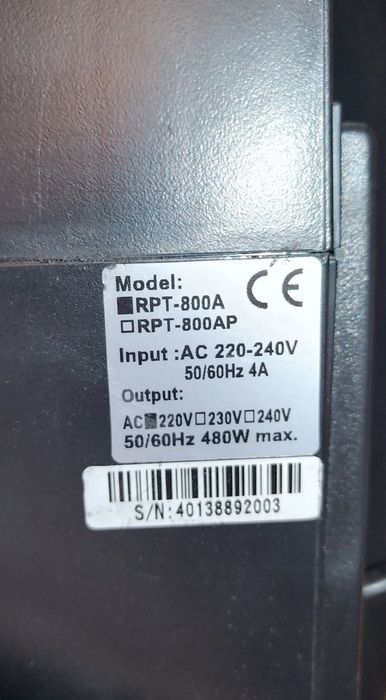 Model: CE
■RPT-800A
□RPT-800AP
Input :AC 220-240V
50/60Hz 4A
Output:
AC■220V□230V□240V
50/60Hz 480W max.
S/N:40138892003